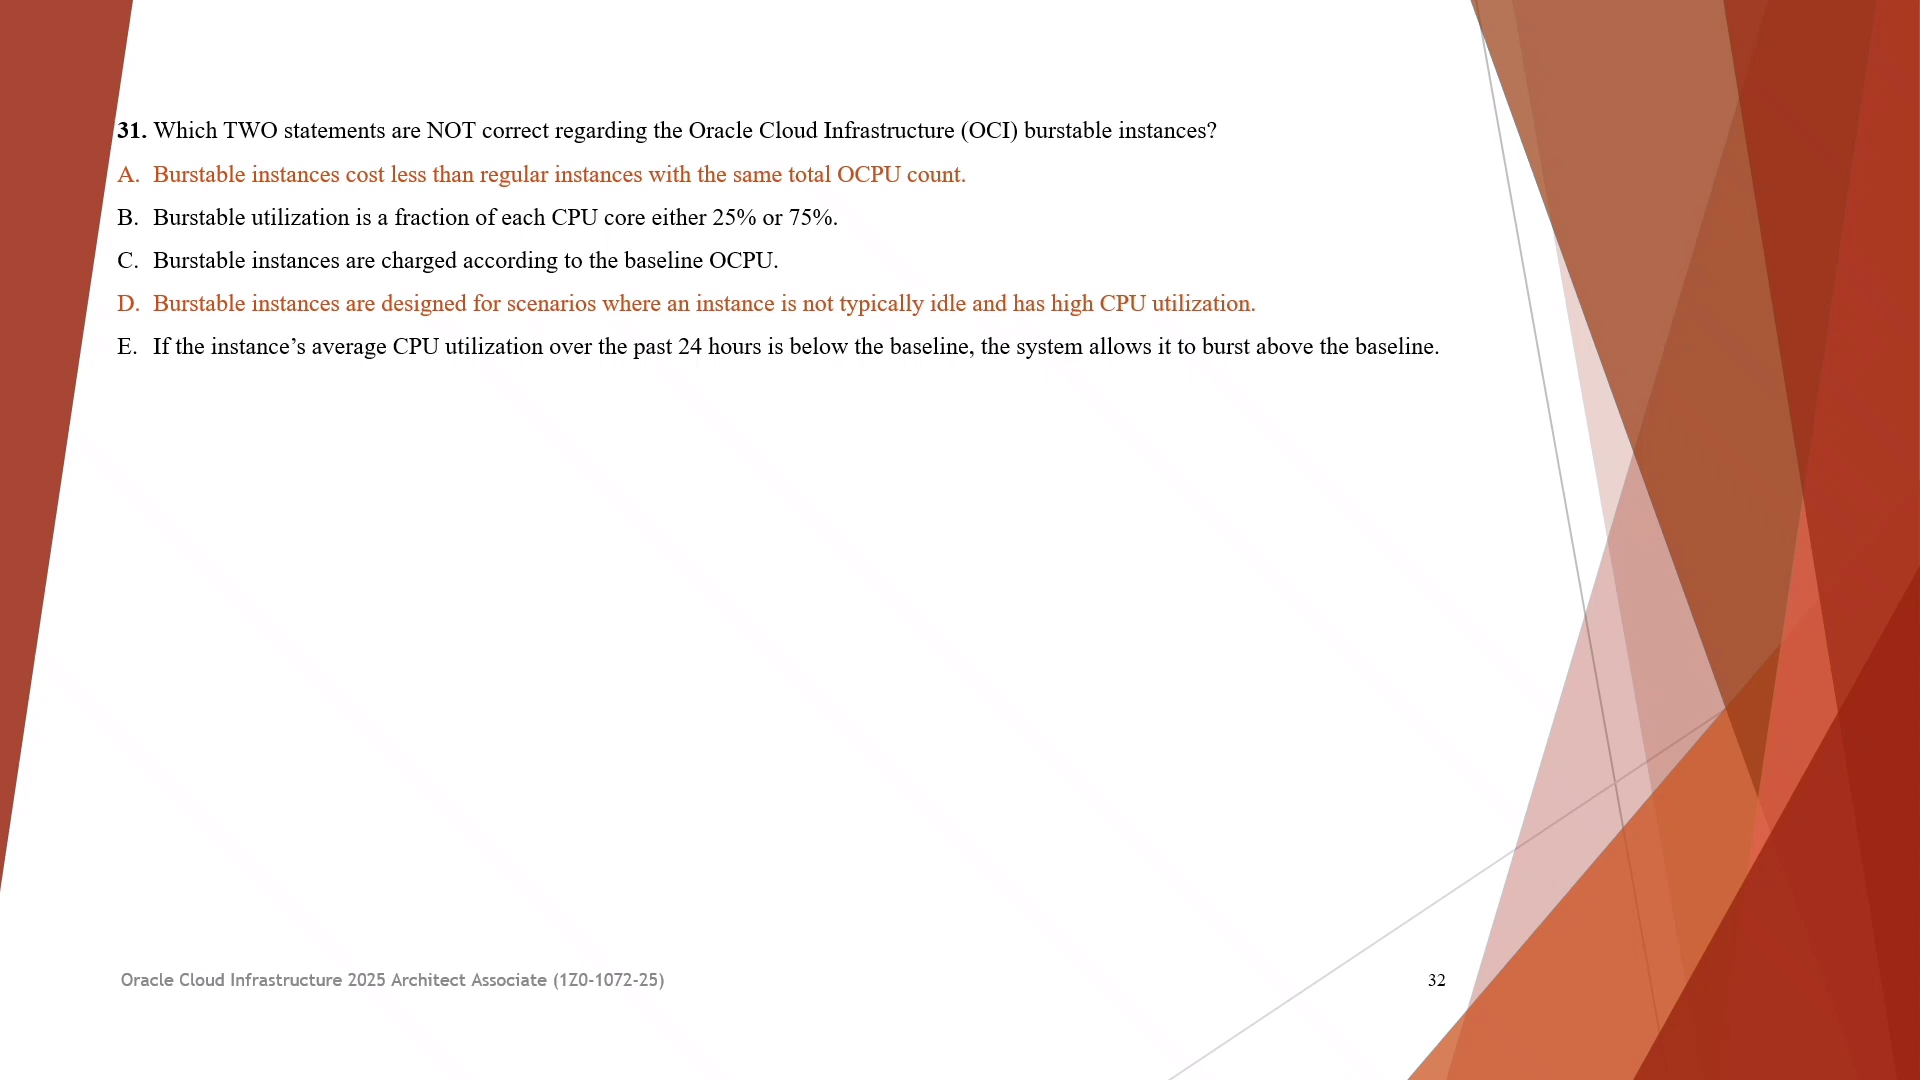 31. Which TWO statements are NOT correct regarding the Oracle Cloud Infrastructure (OCI) burstable instances?
A. Burstable instances cost less than regular instances with the same total OCPU count.
B. Burstable utilization is a fraction of each CPU core either 25% or 75%.
C. Burstable instances are charged according to the baseline OCPU.
D. Burstable instances are designed for scenarios where an instance is not typically idle and has high CPU utilization.
E. If the instance’s average CPU utilization over the past 24 hours is below the baseline, the system allows it to burst above the baseline.
Oracle Cloud Infrastructure 2025 Architect Associate (1Z0-1072-25)
32